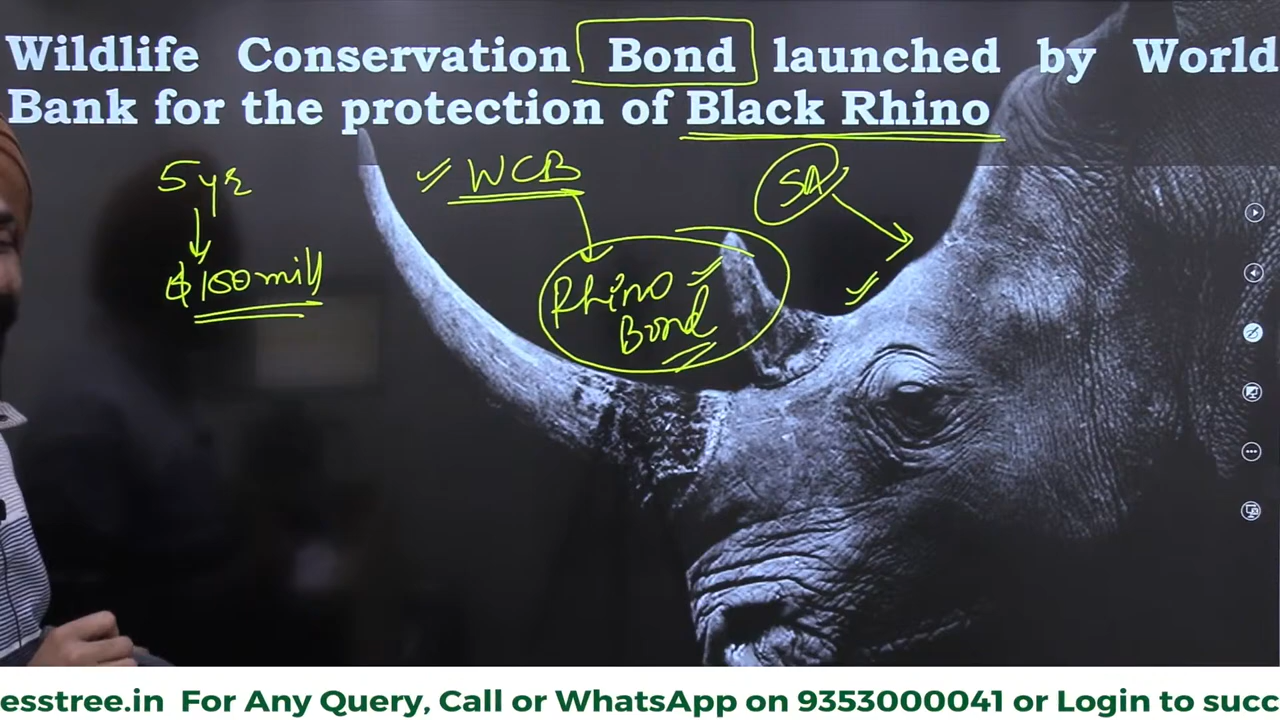 Wildlife Conservation Bond launched by World
Bank for the protection of Black Rhino
5 yr
$150 mill
WCB
SA
Rhino
Bond
esstree.in For Any Query, Call or WhatsApp on 9353000041 or Login to succ